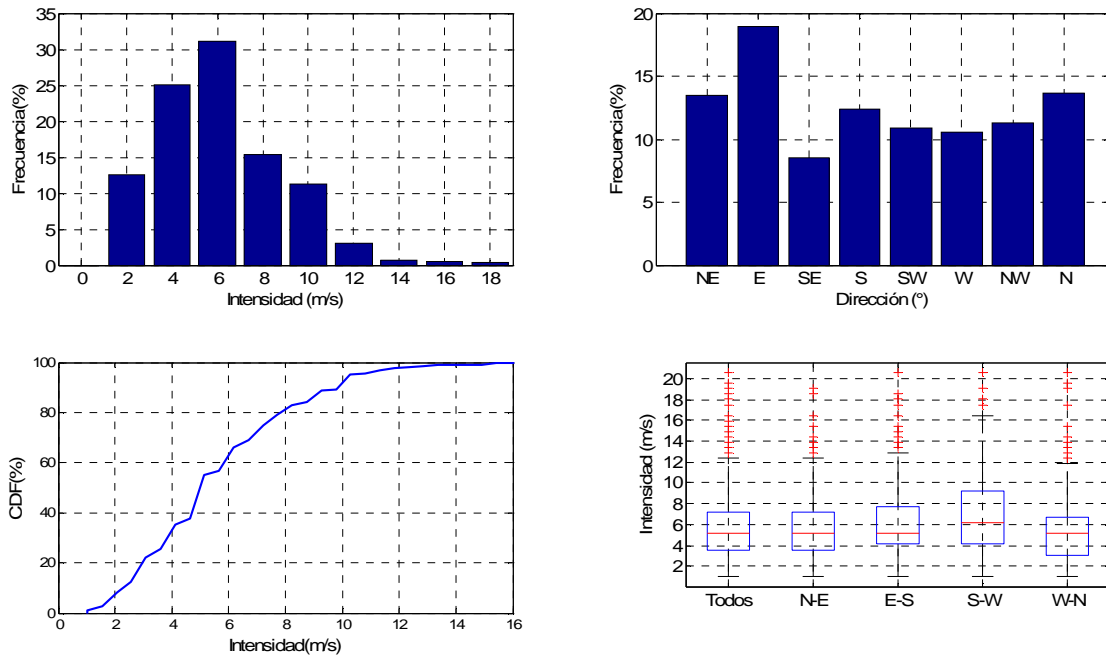 35
30
25
20
15
10
5
0
Frecuencia(%)
0 2 4 6 8 10 12 14 16 18
Intensidad (m/s)
20
15
10
5
0
Frecuencia(%)
NE E SE S SW W NW N
Dirección (°)
100
80
60
40
20
0
CDF(%)
0 2 4 6 8 10 12 14 16
Intensidad(m/s)
20
18
16
14
12
10
8
6
4
2
Intensidad (m/s)
Todos N-E E-S S-W W-N